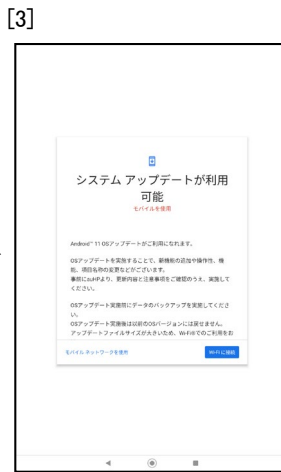 [3]
システム アップデートが利用
可能
モバイルを使用
Android™ 11 OSアップデートがご利用になれます。
OSアップデートを実施することで、新機能の追加や操作性、機
能、項目名称の変更などがございます。
事前にauHPより、更新内容と注意事項をご確認のうえ、実施して
ください。
OSアップデート実施前にデータのバックアップを実施してくださ
い。
OSアップデート実施後は以前のOSバージョンには戻せません。
アップデートファイルサイズが大きいため、Wi-Fi®でのご利用をお
モバイル ネットワークを使用
Wi-Fi に接続